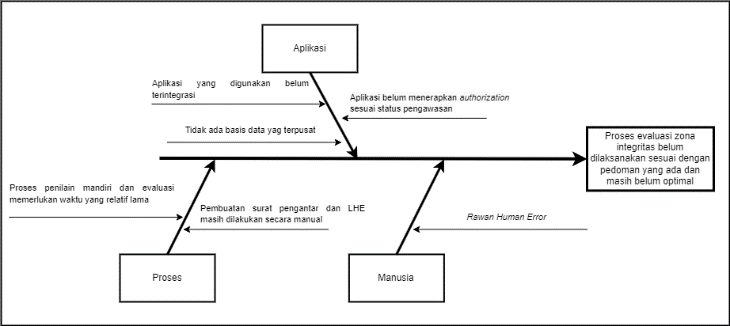 Aplikasi
Aplikasi yang digunakan belum
terintegrasi
Aplikasi belum menerapkan authorization
sesuai status pengawasan
Tidak ada basis data yag terpusat
Proses evaluasi zona
integritas belum
dilaksanakan sesuai dengan
pedoman yang ada dan
masih belum optimal
Proses penilain mandiri dan evaluasi
memerlukan waktu yang relatif lama
Pembuatan surat pengantar dan LHE
masih dilakukan secara manual
Rawan Human Error
Proses
Manusia